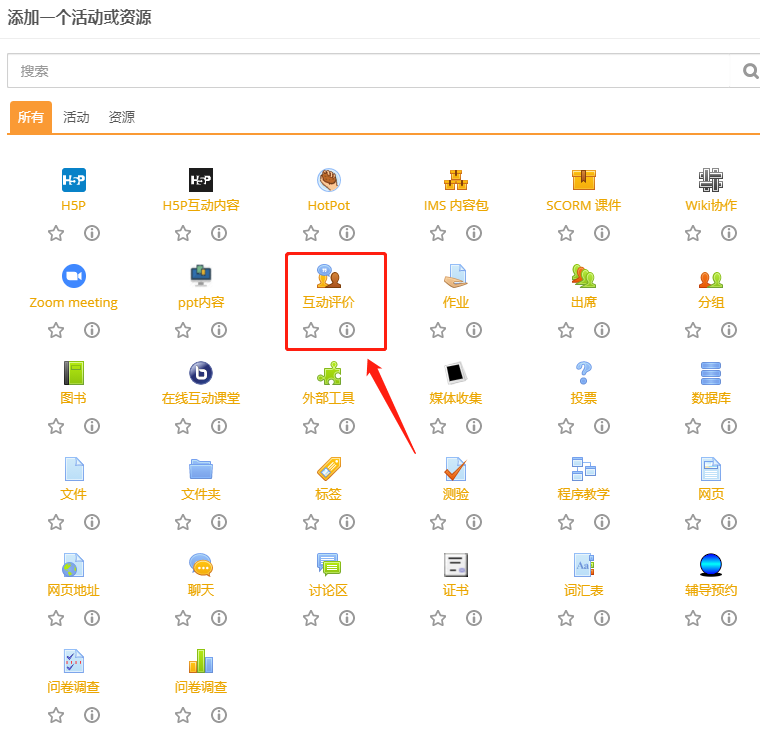 添加一个活动或资源
搜索
所有 活动 资源
H5P H5P互动内容 HotPot IMS 内容包 SCORM 课件 Wiki协作
Zoom meeting ppt内容 互动评价 作业 出席 分组
图书 在线互动课堂 外部工具 媒体收集 投票 数据库
文件 文件夹 标签 测验 程序教学 网页
网页地址 聊天 讨论区 证书 词汇表 辅导预约
问卷调查 问卷调查